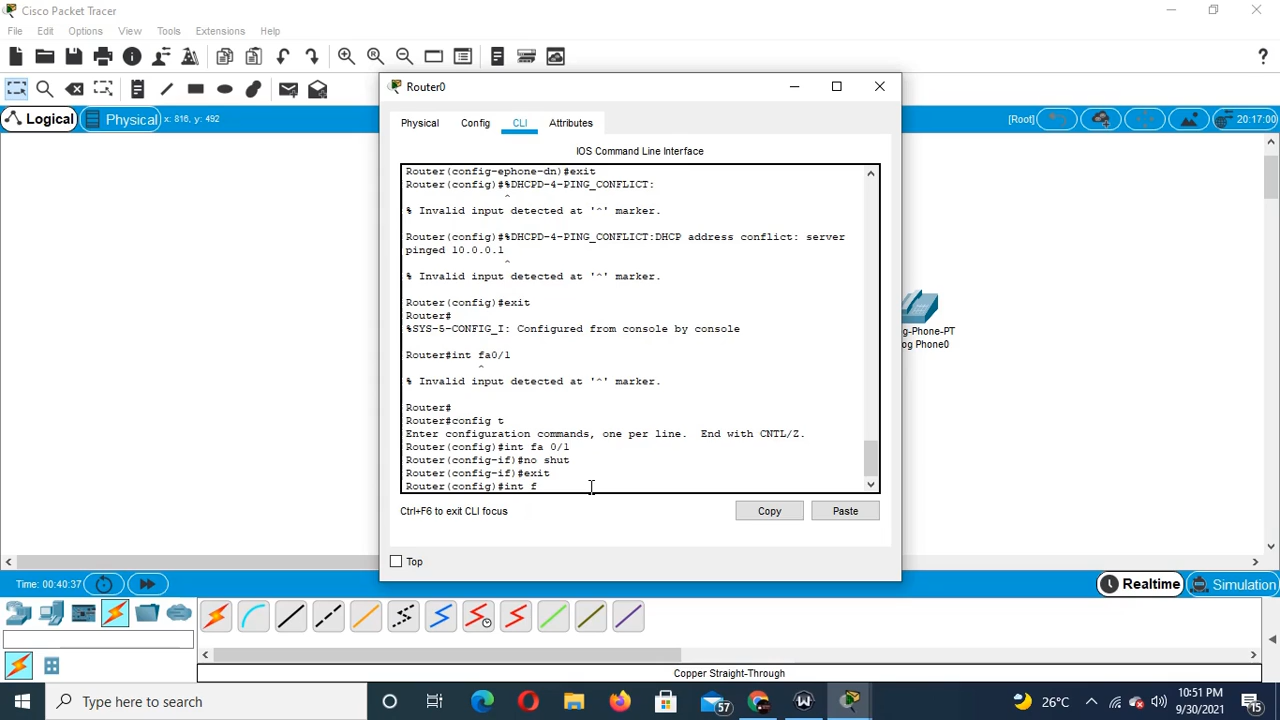 Cisco Packet Tracer
File Edit Options View Tools Extensions Help
?
Router0
Logical Physical x: 816, y: 492
[Root] 20:17:00
Physical Config CLI Attributes
IOS Command Line Interface
Router(config-ephone-dn)#exit
Router(config)#%DHCPD-4-PING_CONFLICT:
^
% Invalid input detected at '^' marker.
Router(config)#%DHCPD-4-PING_CONFLICT:DHCP address conflict: server
pinged 10.0.0.1
^
% Invalid input detected at '^' marker.
Router(config)#exit
Router#
%SYS-5-CONFIG_I: Configured from console by console
Router#int fa0/1
^
% Invalid input detected at '^' marker.
Router#
Router#config t
Enter configuration commands, one per line. End with CNTL/Z.
Router(config)#int fa 0/1
Router(config-if)#no shut
Router(config-if)#exit
Router(config)#int f
g-Phone-PT
og Phone0
Ctrl+F6 to exit CLI focus
Copy Paste
Top
Time: 00:40:37
Realtime Simulation
Copper Straight-Through
Type here to search
57
26°C
10:51 PM
9/30/2021
15